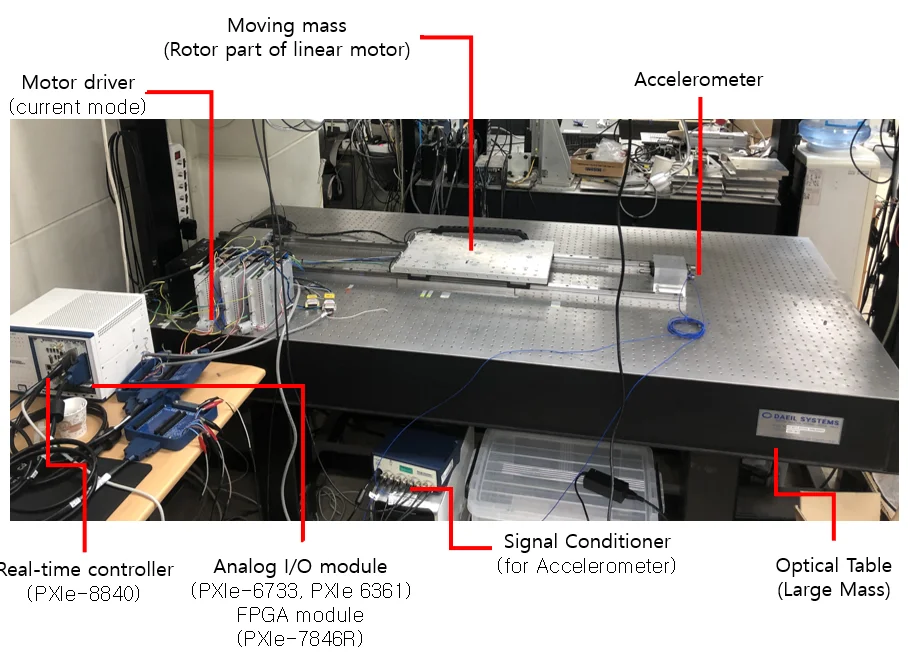 Moving mass
(Rotor part of linear motor)
Motor driver
(current mode)
Accelerometer
DAEIL SYSTEMS
Real-time controller
(PXIe-8840)
Analog I/O module
(PXIe-6733, PXIe 6361)
FPGA module
(PXIe-7846R)
Signal Conditioner
(for Accelerometer)
Optical Table
(Large Mass)